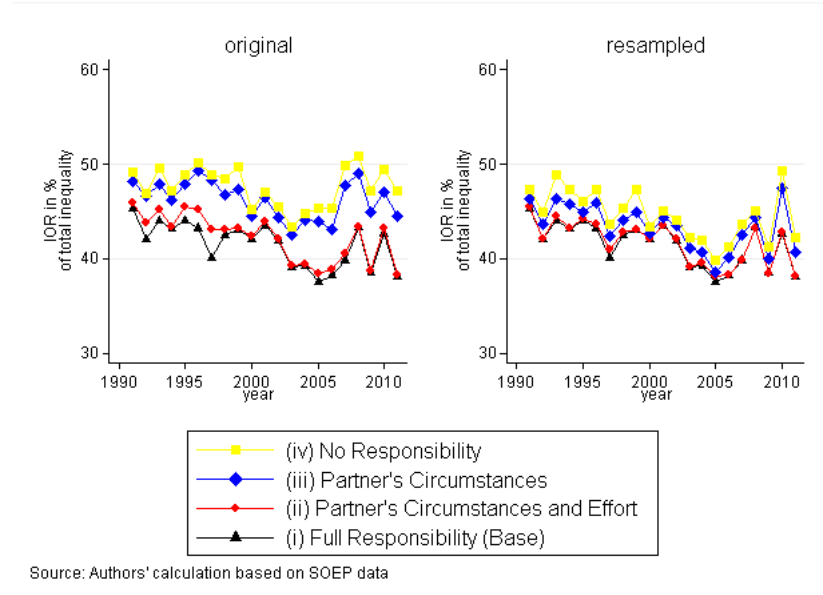 original
resampled
60
50
40
30
IOR in %
of total inequality
1990
1995
2000
2005
2010
year
60
50
40
30
IOR in %
of total inequality
1990
1995
2000
2005
2010
year
(iv) No Responsibility
(iii) Partner's Circumstances
(ii) Partner's Circumstances and Effort
(i) Full Responsibility (Base)
Source: Authors' calculation based on SOEP data